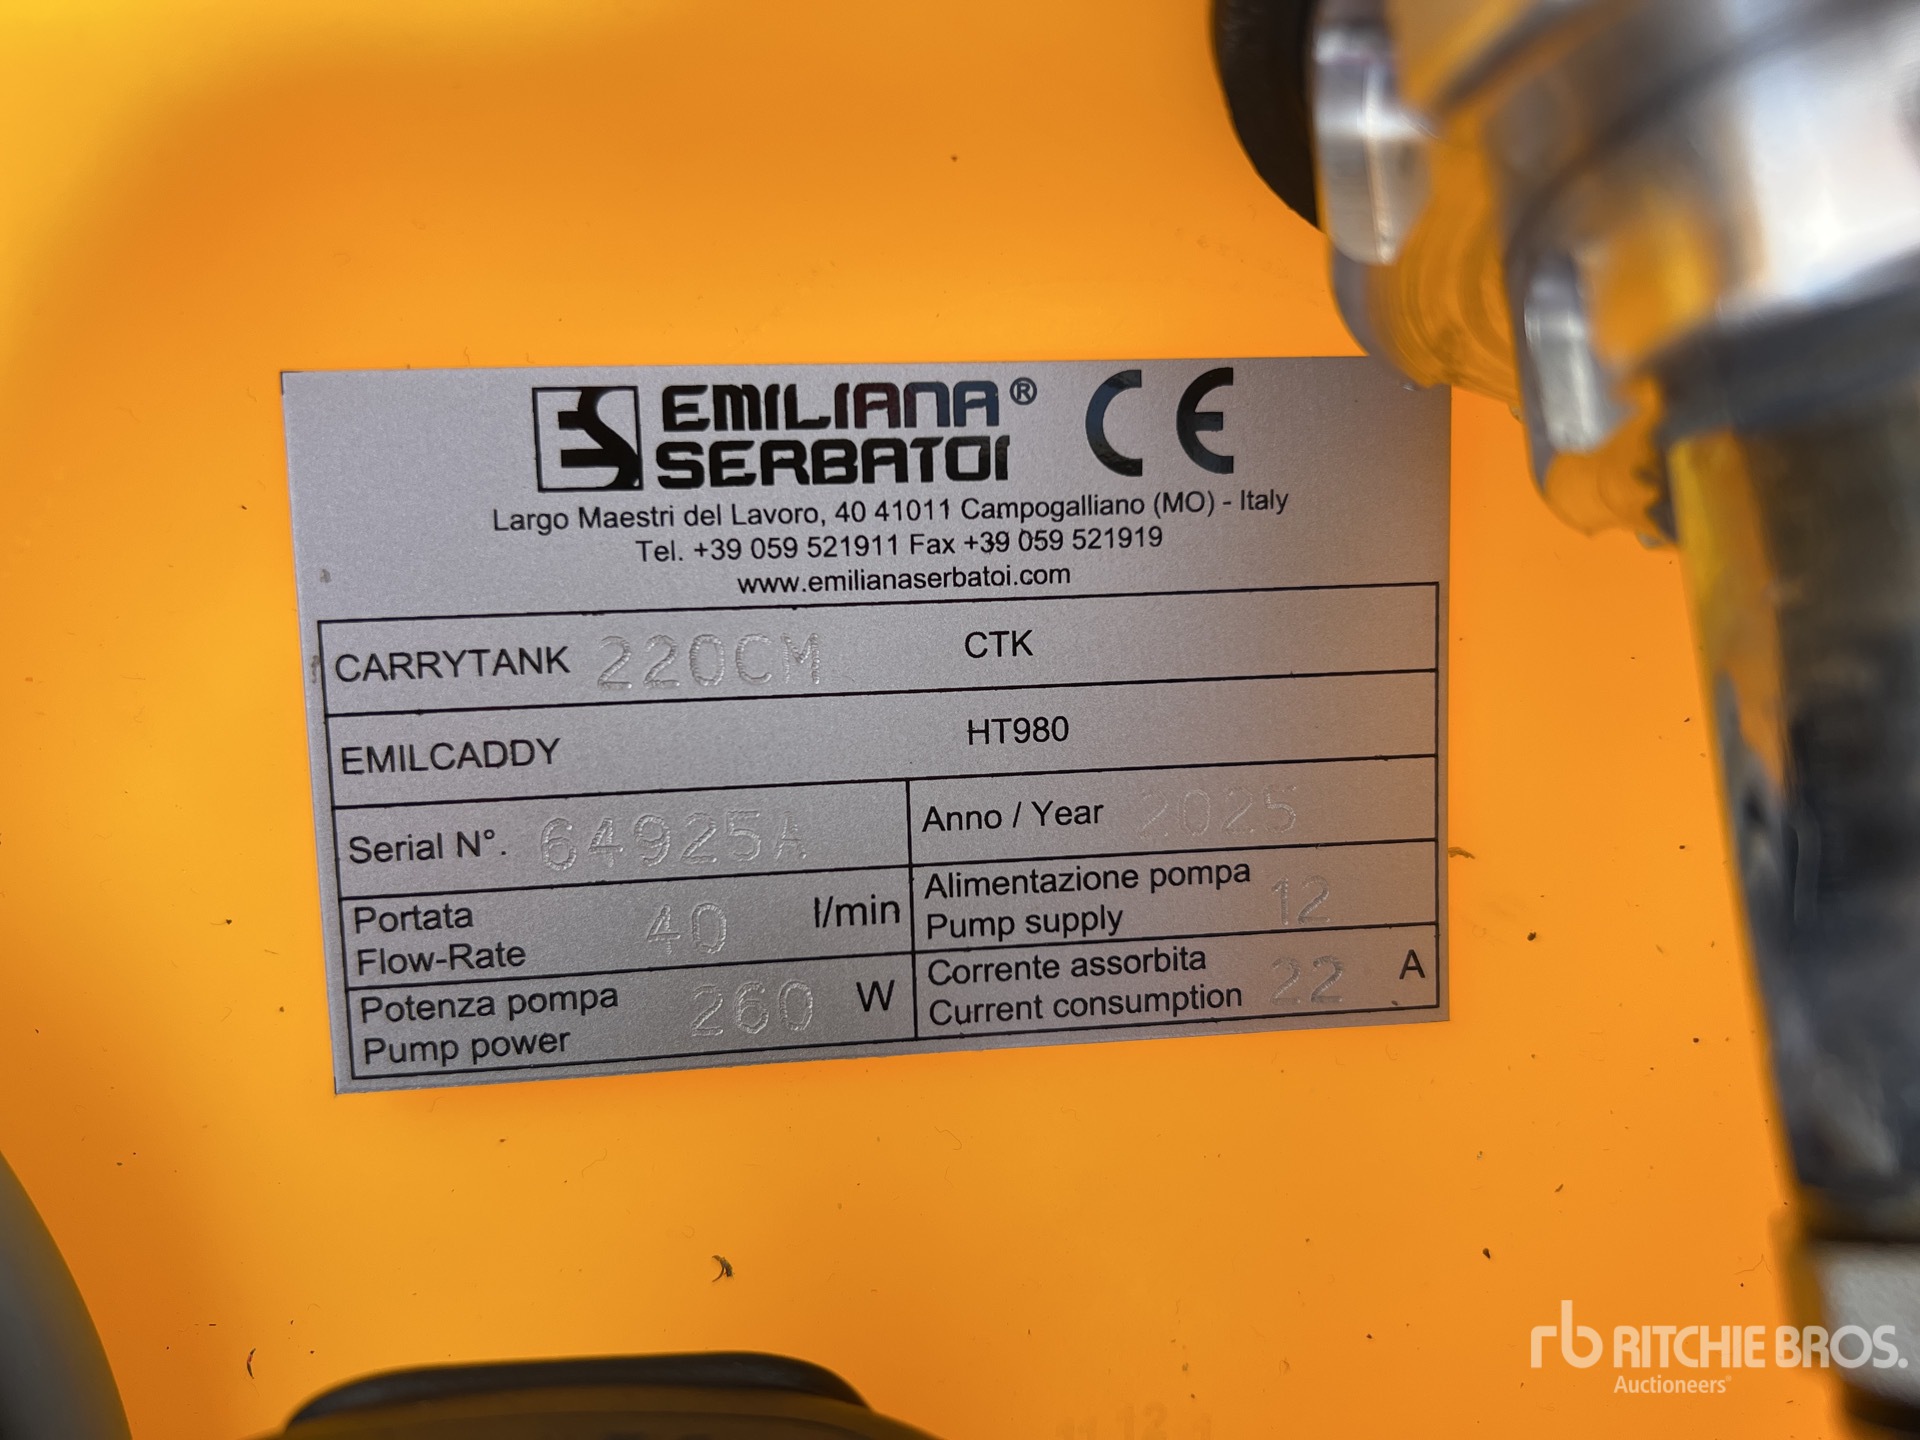 EMILIANA®
SERBATOI
CE
Largo Maestri del Lavoro, 40 41011 Campogalliano (MO) - Italy
Tel. +39 059 521911 Fax +39 059 521919
www.emilianaserbatoi.com
CARRYTANK 220CM CTK
EMILCADDY HT980
Serial N°. 64925A Anno / Year 2025
Portata
Flow-Rate 40 l/min
Alimentazione pompa
Pump supply 12
Potenza pompa
Pump power 260 W
Corrente assorbita
Current consumption 22 A
rb RITCHIE BROS.
Auctioneers